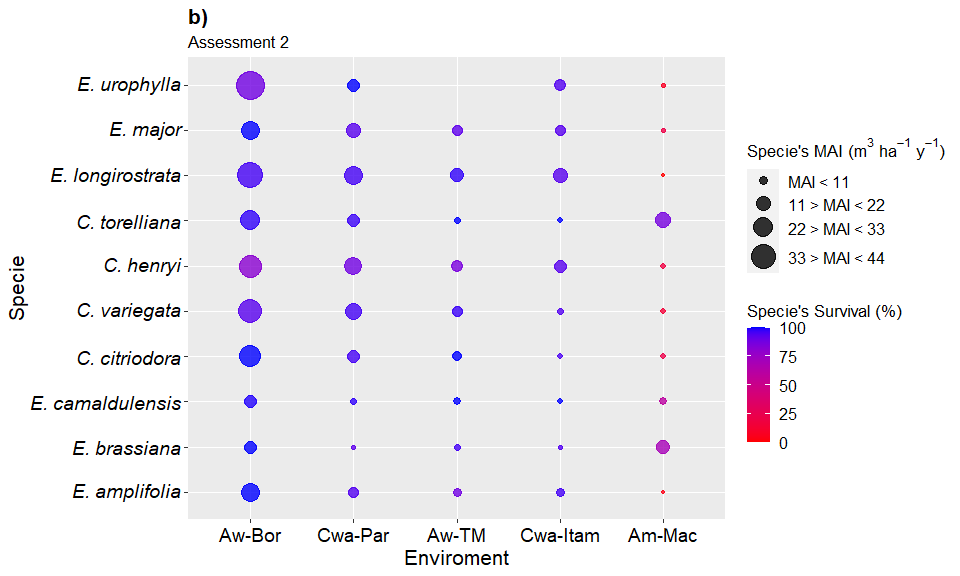 b)
Assessment 2
Specie
E. urophylla
E. major
E. longirostrata
C. torelliana
C. henryi
C. variegata
C. citriodora
E. camaldulensis
E. brassiana
E. amplifolia
Aw-Bor Cwa-Par Aw-TM Cwa-Itam Am-Mac
Enviroment
Specie's MAI (m³ ha⁻¹ y⁻¹)
MAI < 11
11 > MAI < 22
22 > MAI < 33
33 > MAI < 44
Specie's Survival (%)
100
75
50
25
0